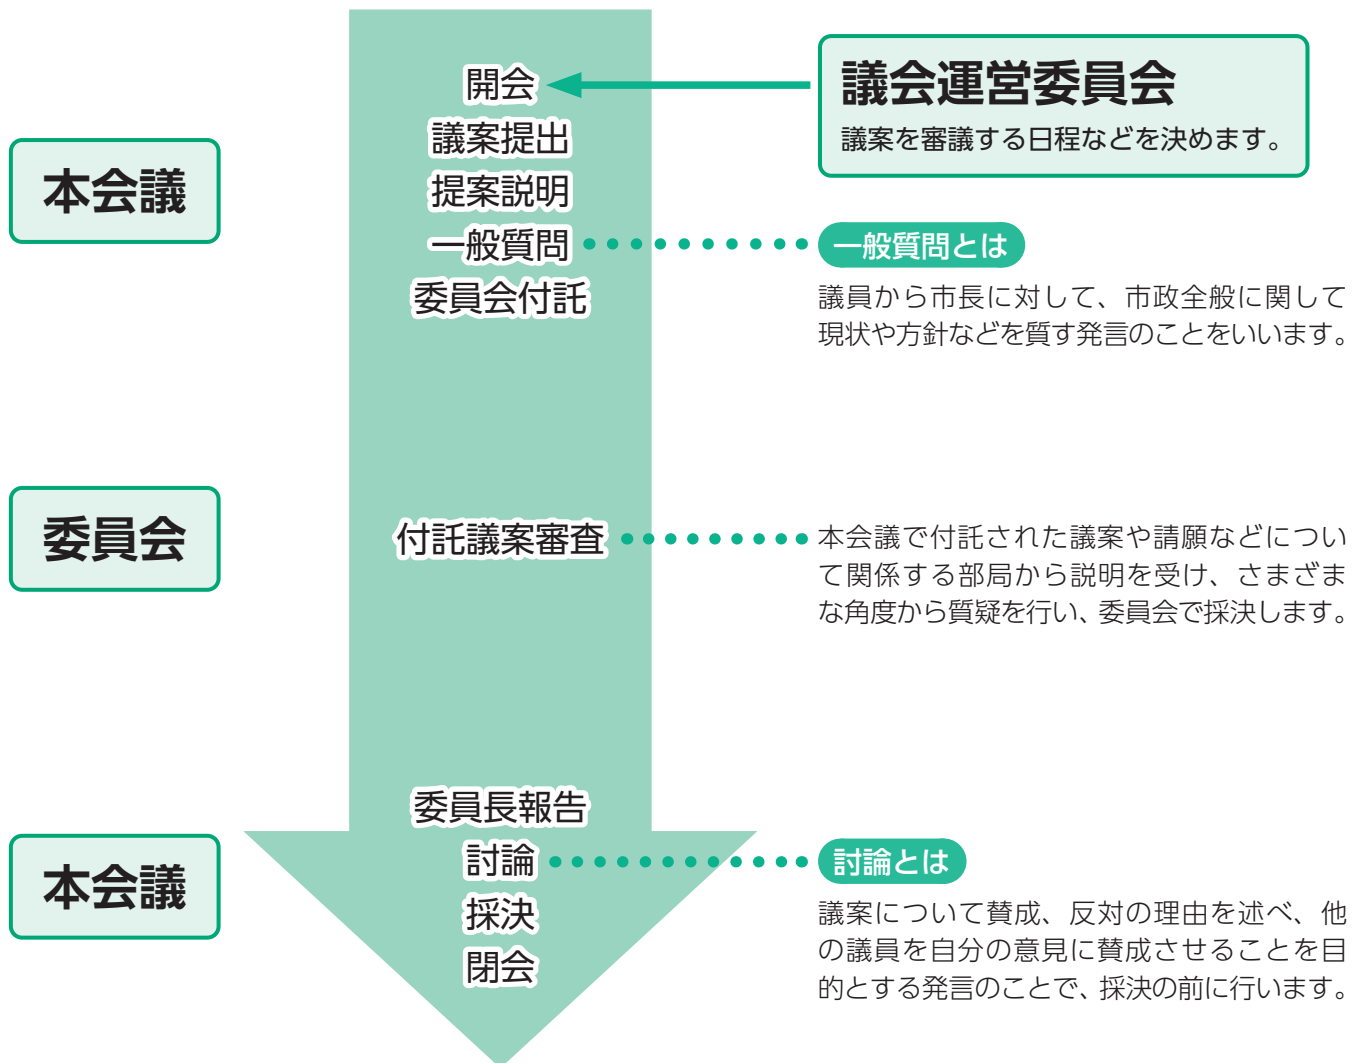 開会
議会運営委員会
議案を審議する日程などを決めます。
本会議
議案提出
提案説明
一般質問
一般質問とは
議員から市長に対して、市政全般に関して
現状や方針などを質す発言のことをいいます。
委員会付託
委員会
付託議案審査
本会議で付託された議案や請願などについ
て関係する部局から説明を受け、さまざま
な角度から質疑を行い、委員会で採決します。
本会議
委員長報告
討論
討論とは
議案について賛成、反対の理由を述べ、他
の議員を自分の意見に賛成させることを目
的とする発言のことで、採決の前に行います。
採決
閉会